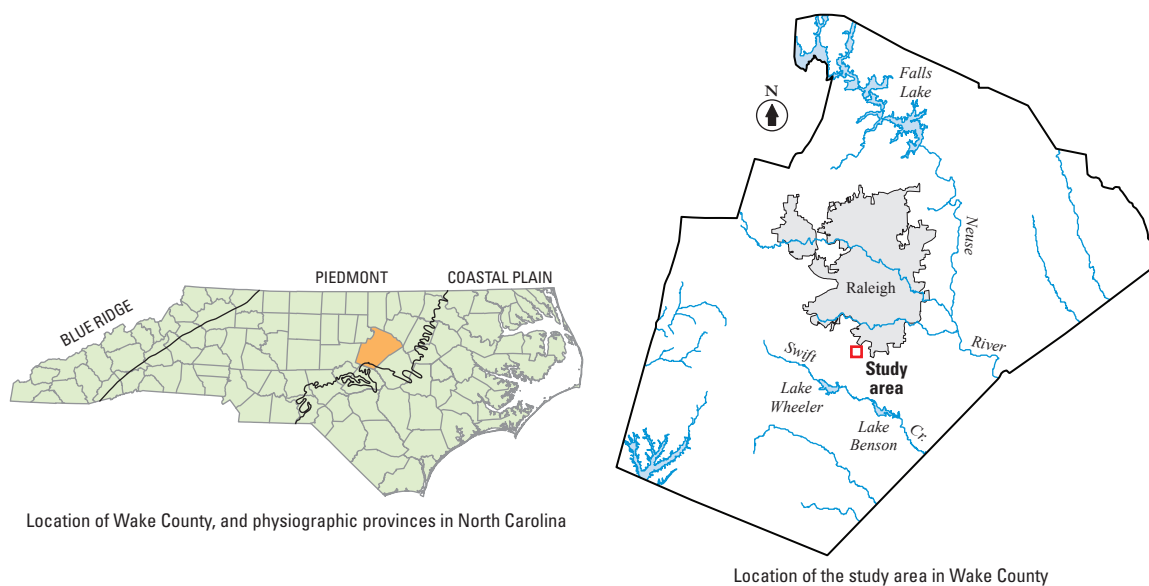 BLUE RIDGE
PIEDMONT
COASTAL PLAIN
Location of Wake County, and physiographic provinces in North Carolina
N
Falls
Lake
Neuse
Raleigh
River
Study
area
Swift
Lake
Wheeler
Lake
Benson
Cr.
Location of the study area in Wake County